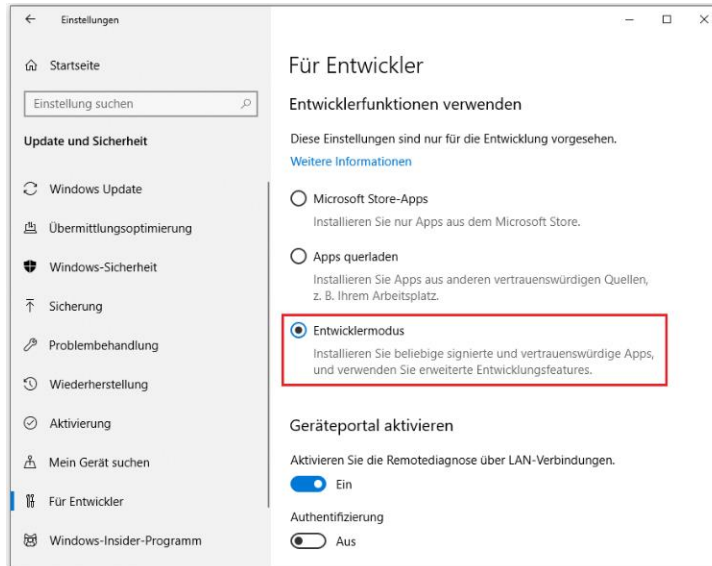 Einstellungen
Startseite
Einstellung suchen
Update und Sicherheit
Windows Update
Übermittlungsoptimierung
Windows-Sicherheit
Sicherung
Problembehandlung
Wiederherstellung
Aktivierung
Mein Gerät suchen
Für Entwickler
Windows-Insider-Programm
Für Entwickler
Entwicklerfunktionen verwenden
Diese Einstellungen sind nur für die Entwicklung vorgesehen.
Weitere Informationen
Microsoft Store-Apps
Installieren Sie nur Apps aus dem Microsoft Store.
Apps querladen
Installieren Sie Apps aus anderen vertrauenswürdigen Quellen,
z. B. Ihrem Arbeitsplatz.
Entwicklermodus
Installieren Sie beliebige signierte und vertrauenswürdige Apps,
und verwenden Sie erweiterte Entwicklungsfeatures.
Geräteportal aktivieren
Aktivieren Sie die Remotediagnose über LAN-Verbindungen.
Ein
Authentifizierung
Aus